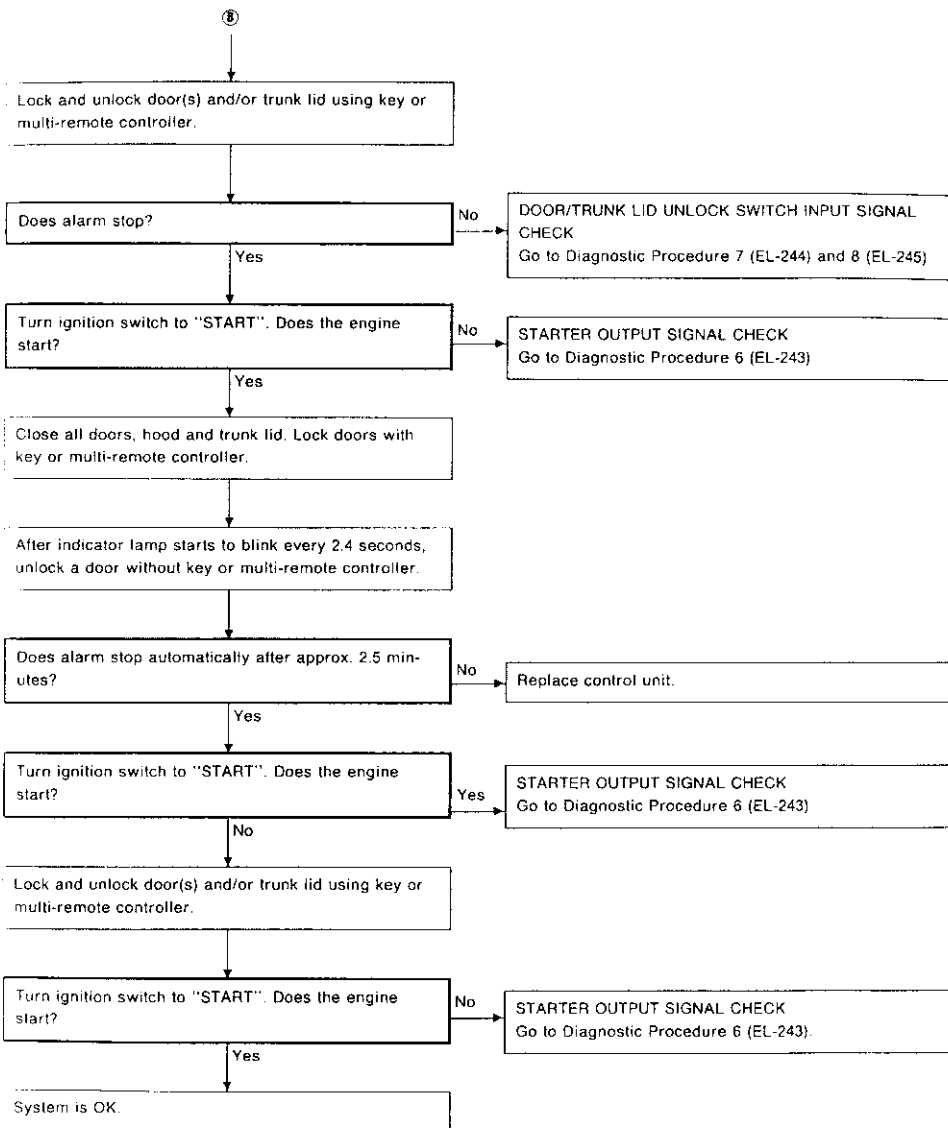 Ⓑ
Lock and unlock door(s) and/or trunk lid using key or
multi-remote controller.
Does alarm stop?
No
DOOR/TRUNK LID UNLOCK SWITCH INPUT SIGNAL
CHECK
Go to Diagnostic Procedure 7 (EL-244) and 8 (EL-245)
Yes
Turn ignition switch to "START". Does the engine
start?
No
STARTER OUTPUT SIGNAL CHECK
Go to Diagnostic Procedure 6 (EL-243)
Yes
Close all doors, hood and trunk lid. Lock doors with
key or multi-remote controller.
After indicator lamp starts to blink every 2.4 seconds,
unlock a door without key or multi-remote controller.
Does alarm stop automatically after approx. 2.5 min-
utes?
No
Replace control unit.
Yes
Turn ignition switch to "START". Does the engine
start?
Yes
STARTER OUTPUT SIGNAL CHECK
Go to Diagnostic Procedure 6 (EL-243)
No
Lock and unlock door(s) and/or trunk lid using key or
multi-remote controller.
Turn ignition switch to "START". Does the engine
start?
No
STARTER OUTPUT SIGNAL CHECK
Go to Diagnostic Procedure 6 (EL-243).
Yes
System is OK.